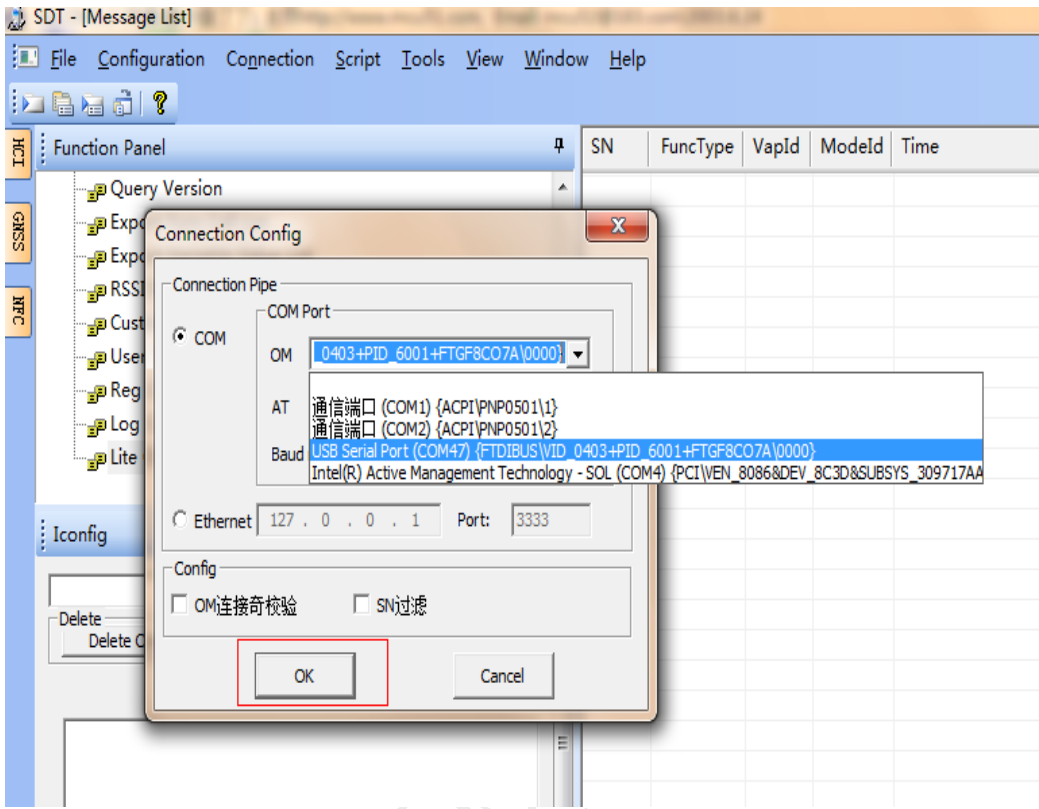 SDT - [Message List]
File Configuration Connection Script Tools View Window Help
HCI
GNSS
NFC
Function Panel
SN FuncType VapId ModeId Time
Query Version
Expo
Expo
RSSI
Cust
User
Reg
Log
Lite
Connection Config
Connection Pipe
COM Port
COM
OM 0403+PID_6001+FTGF8CO7A\0000}
AT
通信端口 (COM1) {ACPI\PNP0501\1}
通信端口 (COM2) {ACPI\PNP0501\2}
Baud USB Serial Port (COM47) {FTDIBUS\VID_0403+PID_6001+FTGF8CO7A\0000}
Intel(R) Active Management Technology - SOL (COM4) {PCI\VEN_8086&DEV_8C3D&SUBSYS_309717AA
Ethernet 127 . 0 . 0 . 1 Port: 3333
Config
OM连接奇校验 SN过滤
OK Cancel
Iconfig
Delete
Delete C